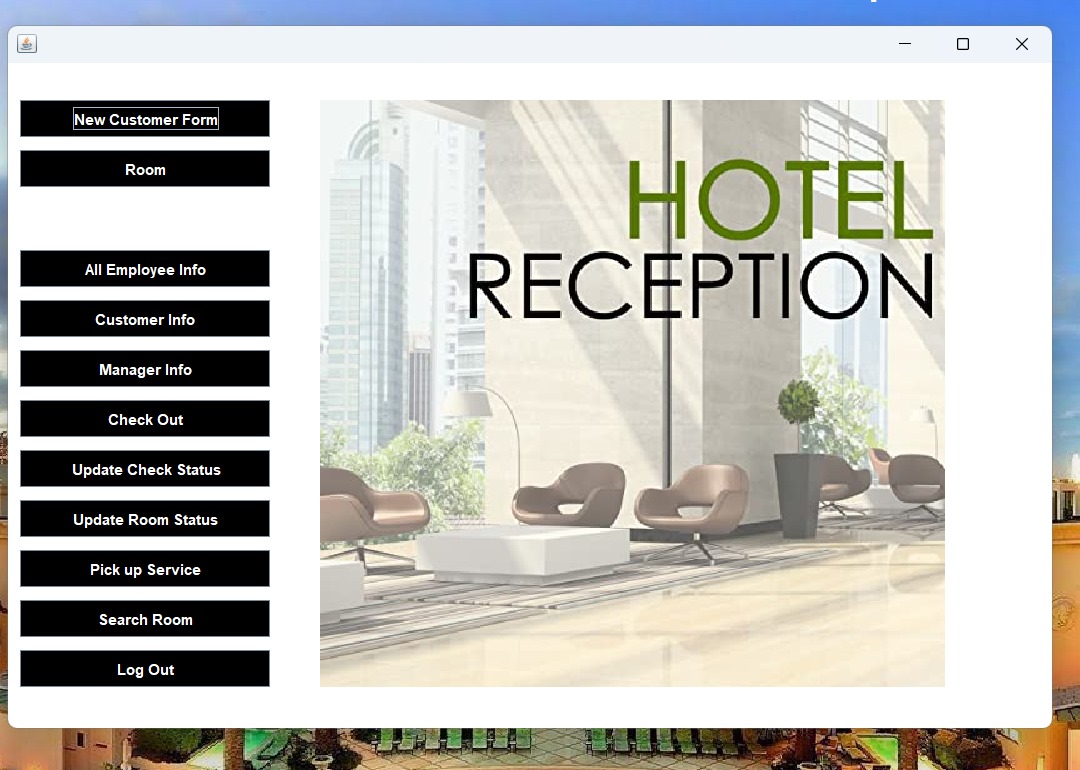 New Customer Form
Room
All Employee Info
Customer Info
Manager Info
Check Out
Update Check Status
Update Room Status
Pick up Service
Search Room
Log Out
HOTEL
RECEPTION